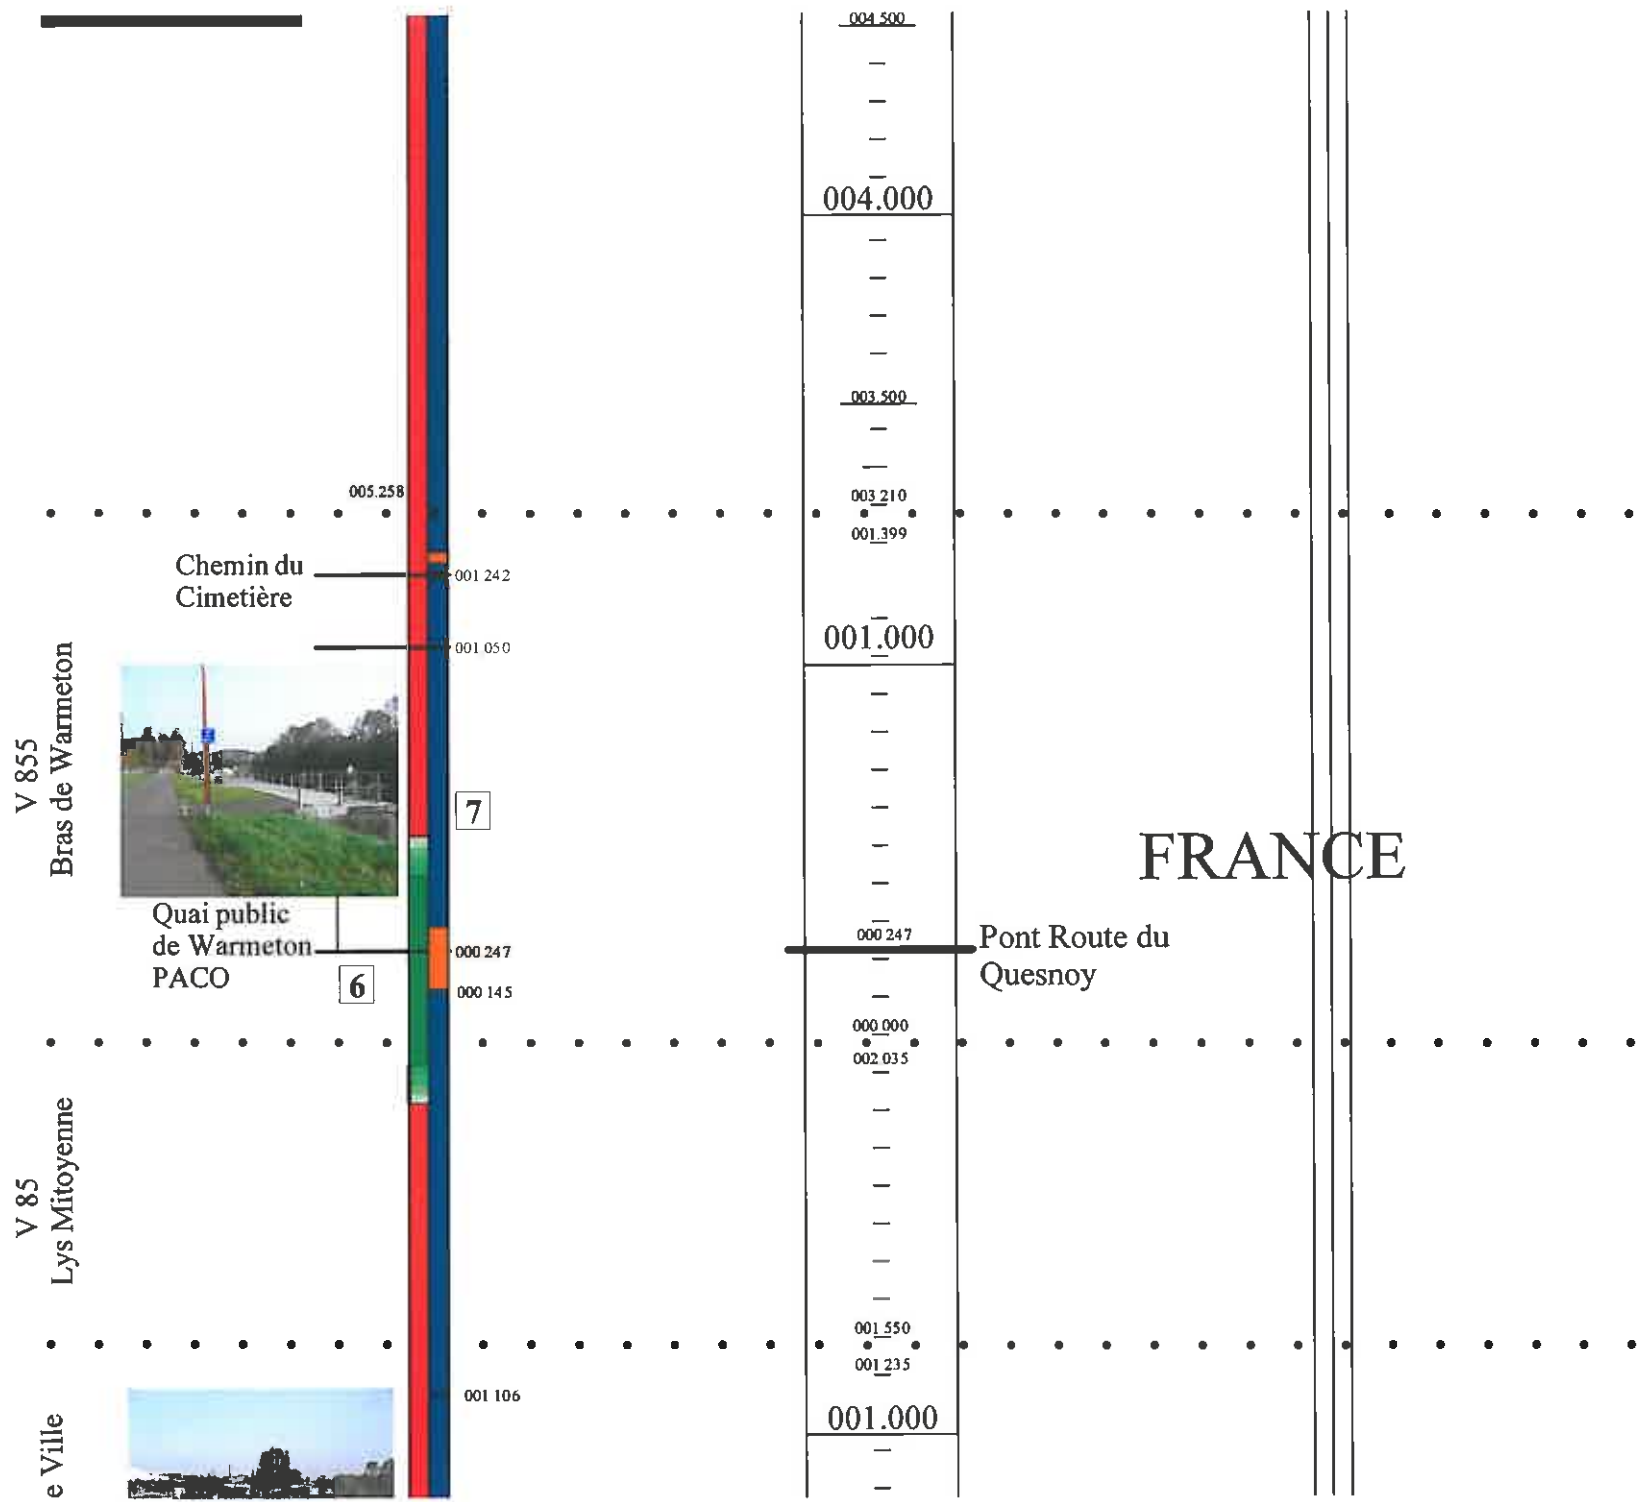 004.500
004.000
003.500
005.258
003 210
001.399
Chemin du
Cimetière
001 242
001.000
001 050
V 855
Bras de Warneton
7
FRANCE
Quai public
de Warneton
PACO
6
000 247
000 145
000 247
Pont Route du
Quesnoy
000 000
002 035
V 85
Lys Mitoyenne
001 550
001 235
001 106
001.000
e Ville